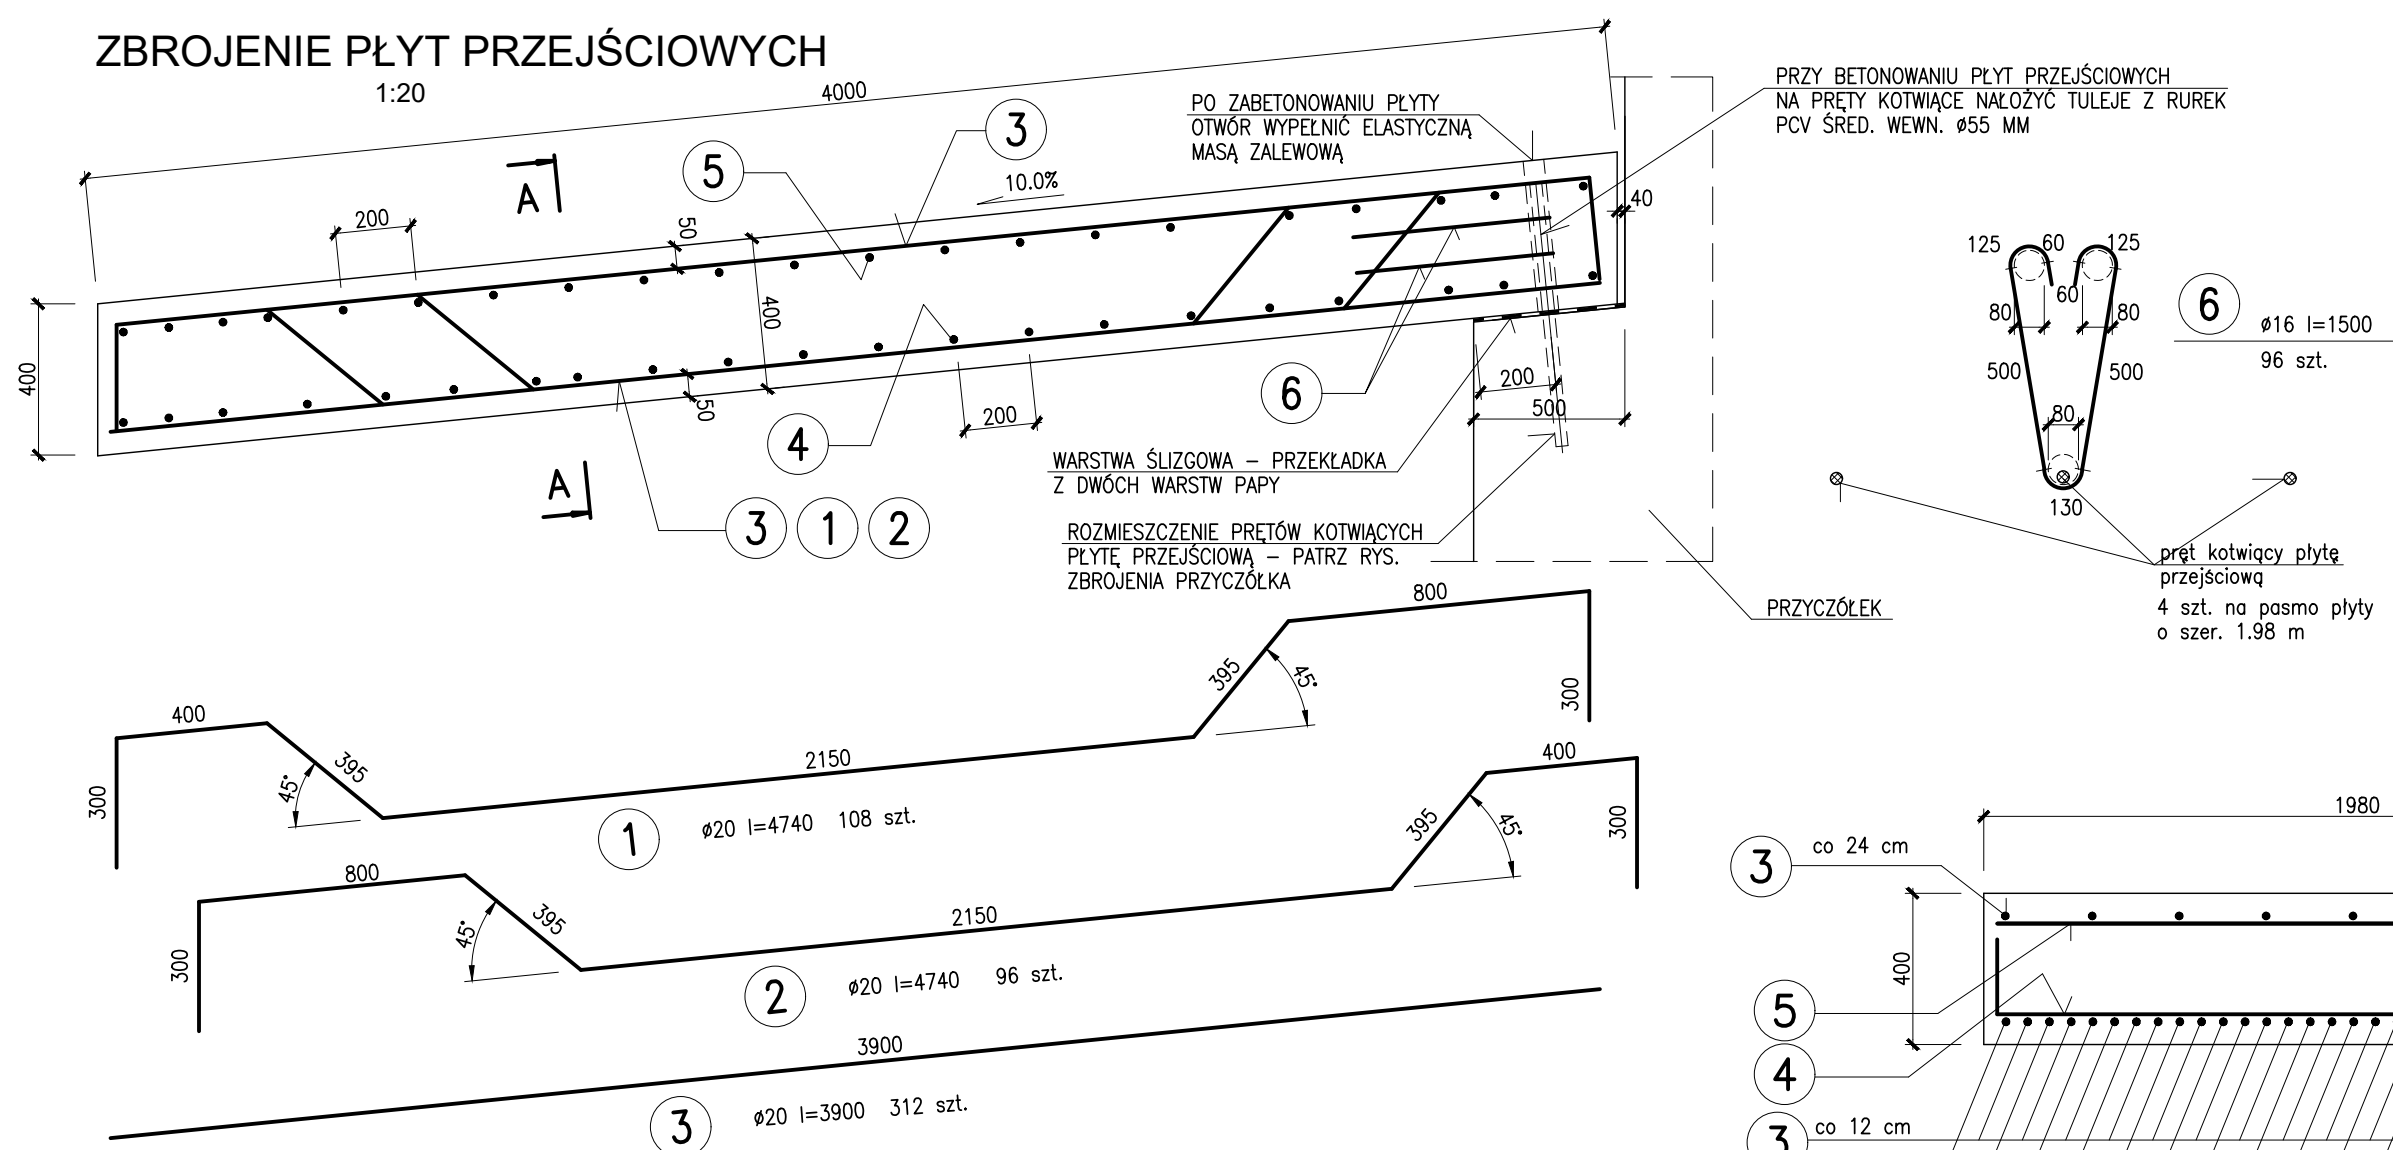 ZBROJENIE PŁYT PRZEJŚCIOWYCH
1:20
4000
3
5
A
200
50
10.0%
PO ZABETONOWANIU PŁYTY
OTWÓR WYPEŁNIĆ ELASTYCZNĄ
MASĄ ZALEWOWĄ
PRZY BETONOWANIU PŁYT PRZEJŚCIOWYCH
NA PRĘTY KOTWIĄCE NAŁOŻYĆ TULEJE Z RUREK
PCV ŚRED. WEWN. ø55 MM
40
400
400
50
4
200
6
200
500
A
3 1 2
WARSTWA ŚLIZGOWA – PRZEKŁADKA
Z DWÓCH WARSTW PAPY
ROZMIESZCZENIE PRĘTÓW KOTWIĄCYCH
PŁYTĘ PRZEJŚCIOWĄ – PATRZ RYS.
ZBROJENIA PRZYCZÓŁKA
PRZYCZÓŁEK
125 60 125
60
80 80
500 500
80
130
6
ø16 l=1500
96 szt.
pręt kotwiący płytę
przejściową
4 szt. na pasmo płyty
o szer. 1.98 m
300
400
45°
395
2150
395
45°
800
300
1
ø20 l=4740 108 szt.
300
800
45°
395
2150
395
45°
400
300
2
ø20 l=4740 96 szt.
3900
3
ø20 l=3900 312 szt.
1980
3
co 24 cm
400
5
4
3
co 12 cm